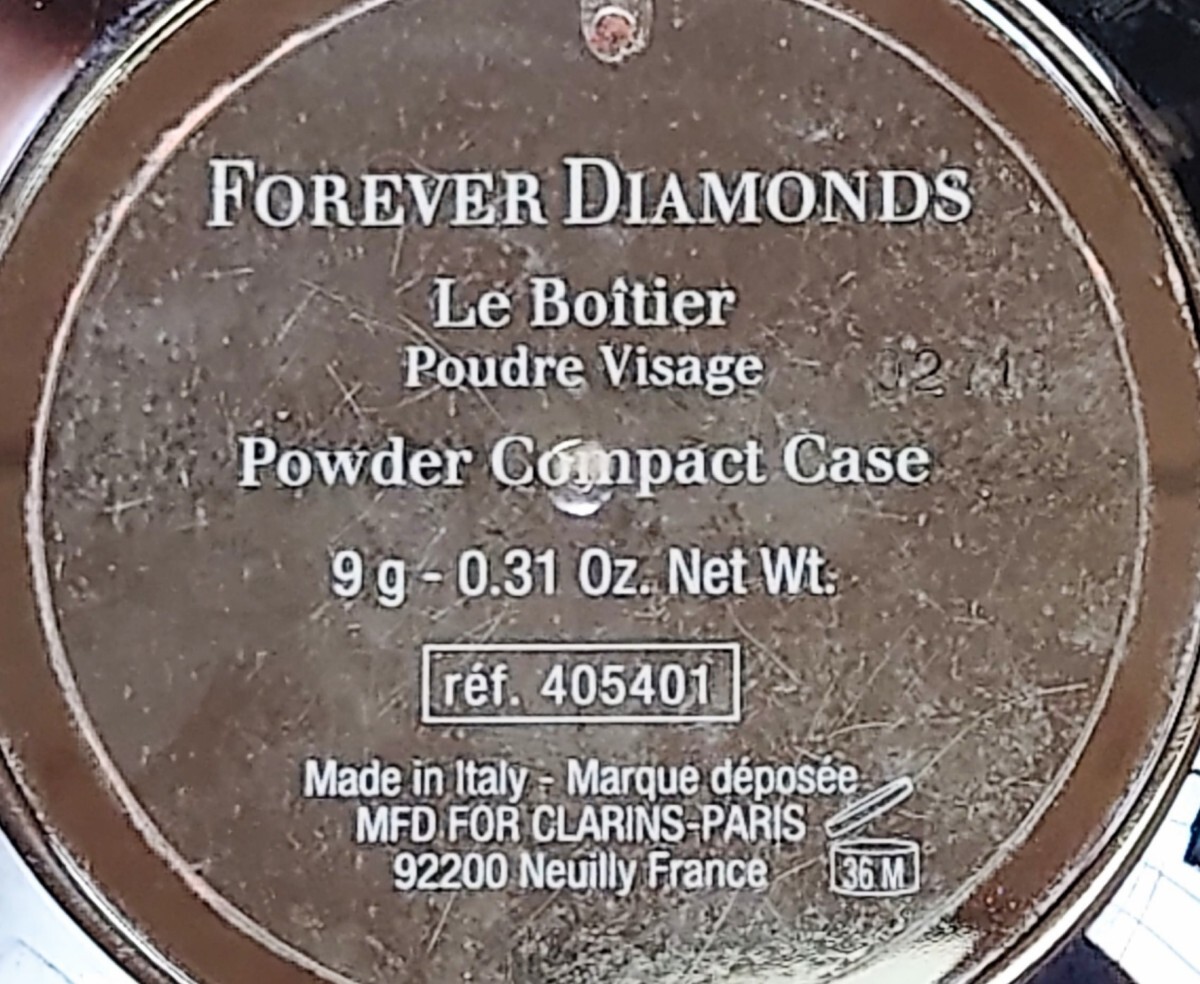 FOREVER DIAMONDS
Le Boîtier
Poudre Visage
Powder Compact Case
9 g - 0.31 Oz. Net Wt.
réf. 405401
Made in Italy - Marque déposée
MFD FOR CLARINS-PARIS
92200 Neuilly France
36 M